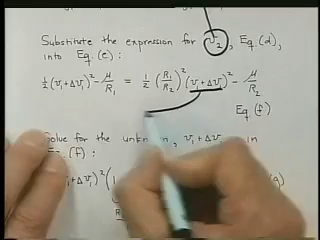 Substitute the expression for v₂, Eq.(d),
into Eq.(e):
½(v₁+Δv₁)² - μ/R₁ = ½(R₁/R₂)²(v₁+Δv₁)² - μ/R₂
Eq.(f)
Solve for the unknown, v₁+Δv₁ in
Eq.(f):